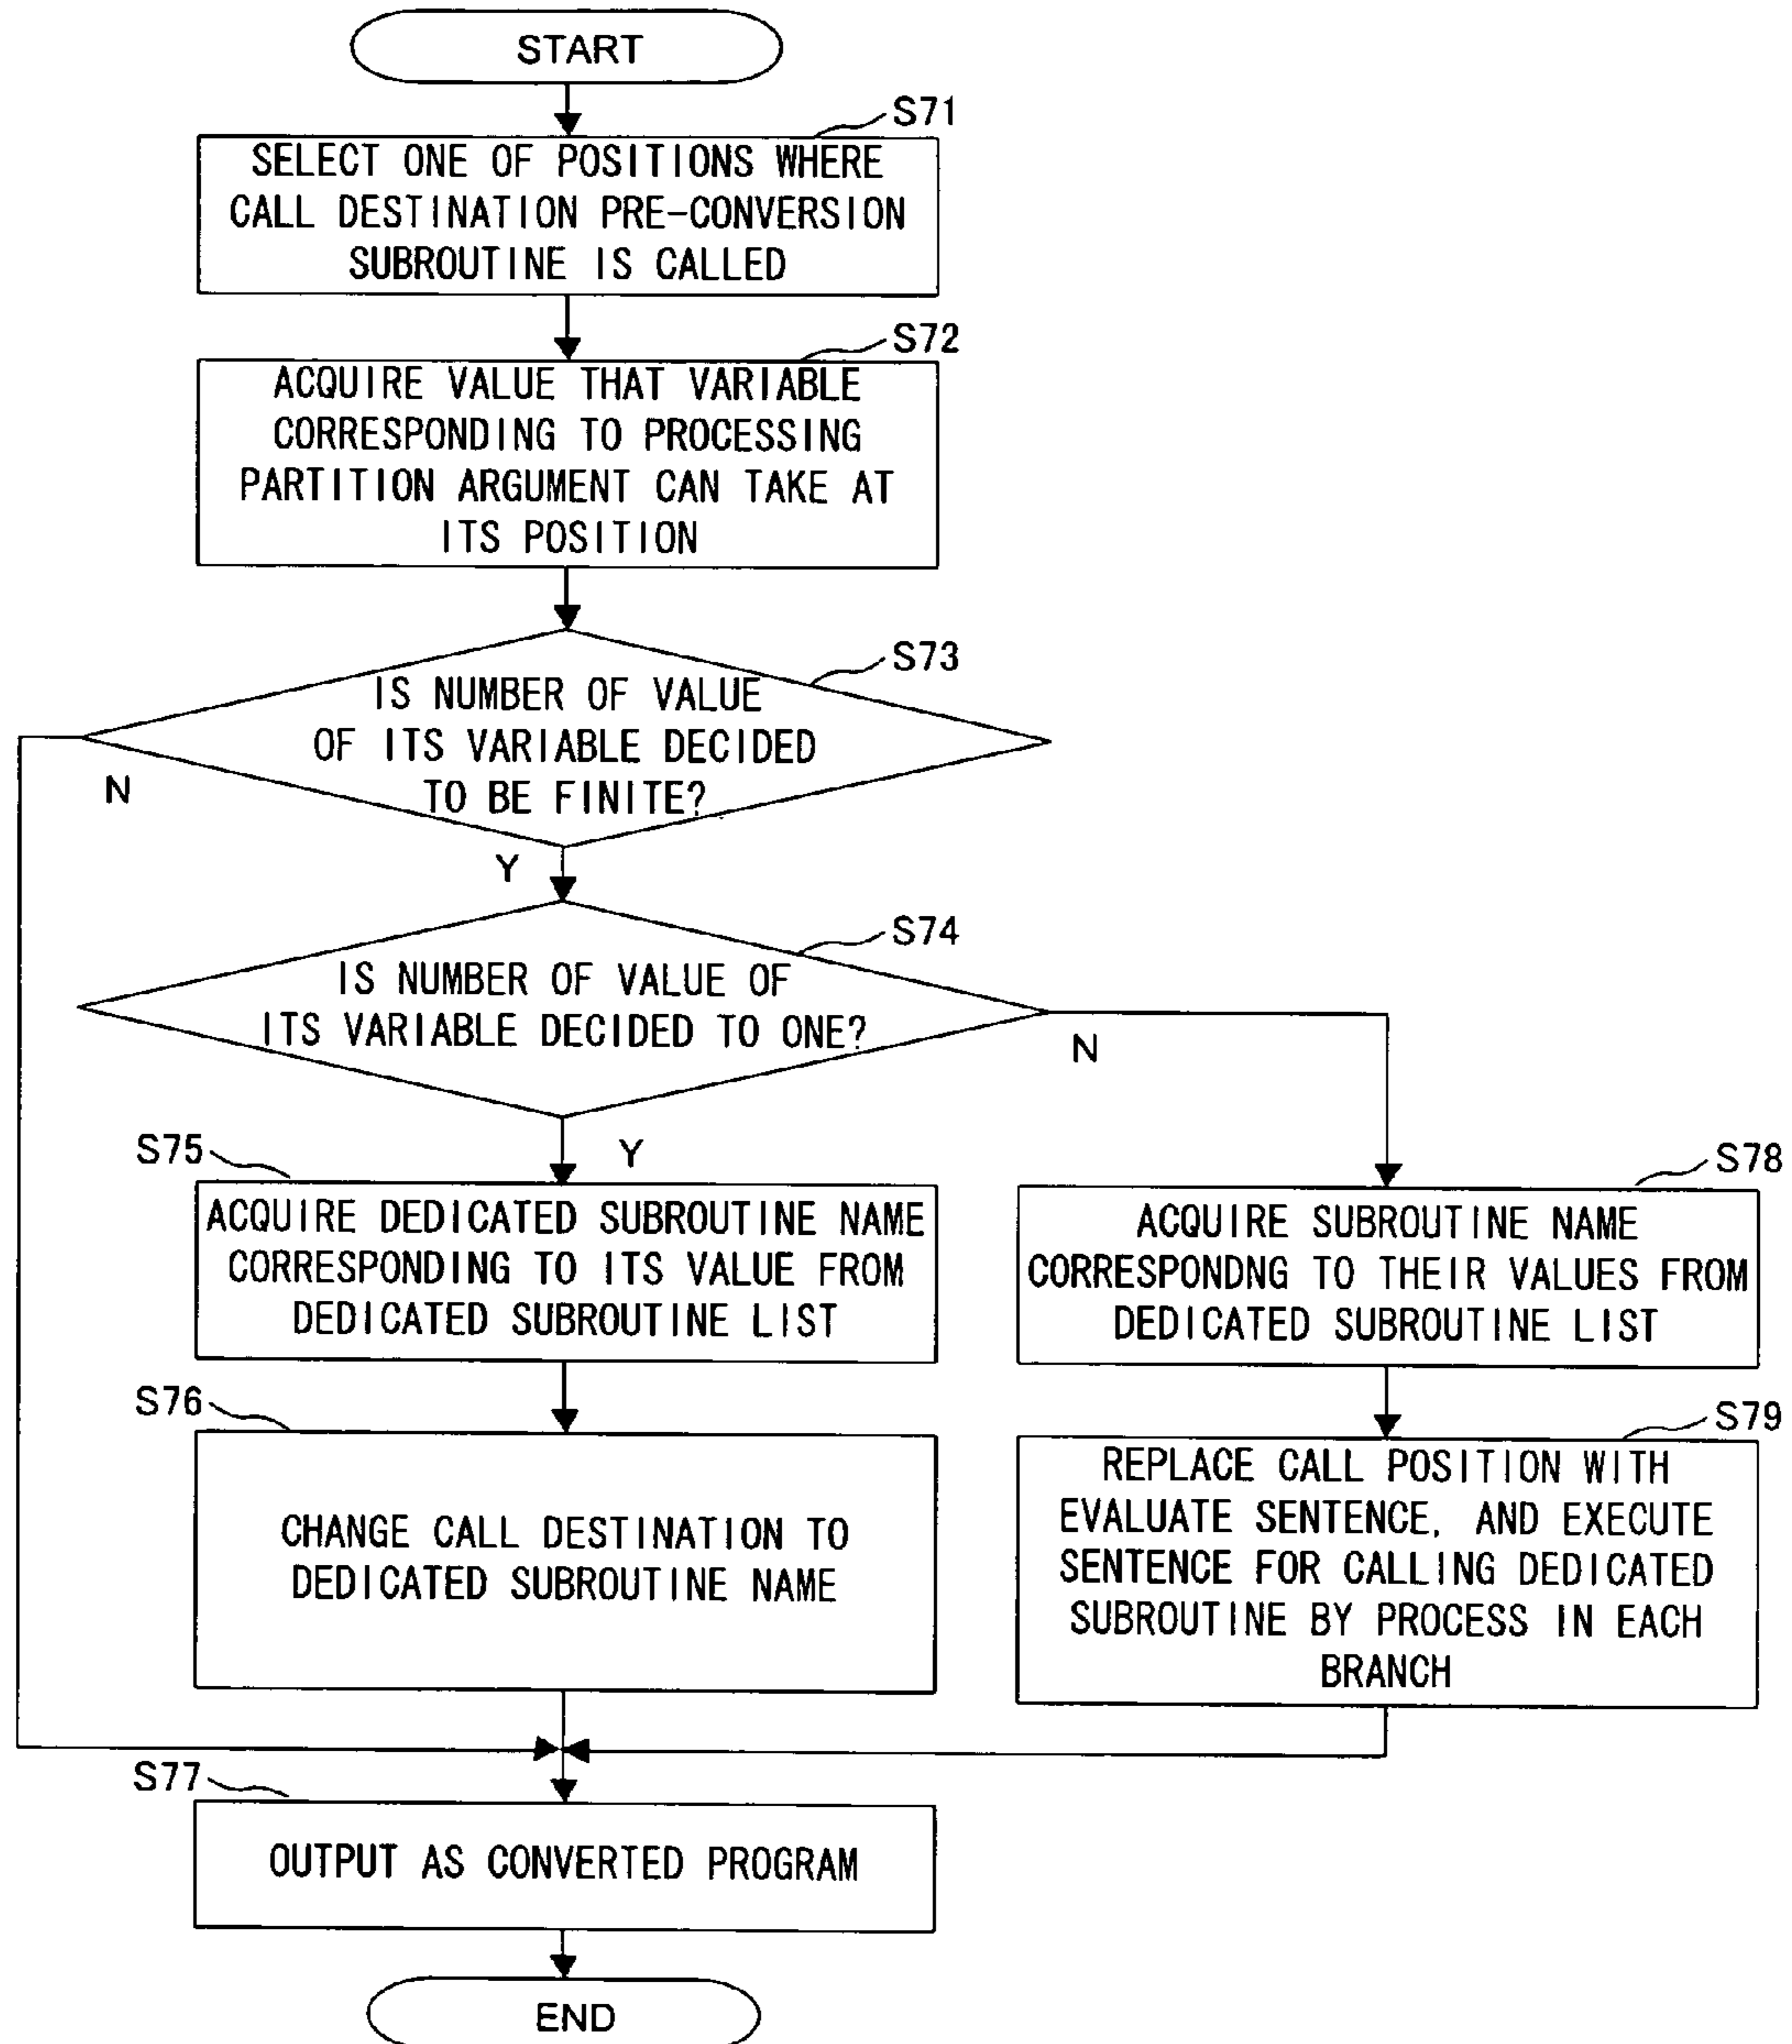 START
S71
SELECT ONE OF POSITIONS WHERE
CALL DESTINATION PRE-CONVERSION
SUBROUTINE IS CALLED
S72
ACQUIRE VALUE THAT VARIABLE
CORRESPONDING TO PROCESSING
PARTITION ARGUMENT CAN TAKE AT
ITS POSITION
S73
IS NUMBER OF VALUE
OF ITS VARIABLE DECIDED
TO BE FINITE?
N
Y
S74
IS NUMBER OF VALUE OF
ITS VARIABLE DECIDED TO ONE?
N
Y
S75
ACQUIRE DEDICATED SUBROUTINE NAME
CORRESPONDING TO ITS VALUE FROM
DEDICATED SUBROUTINE LIST
S78
ACQUIRE SUBROUTINE NAME
CORRESPONDNG TO THEIR VALUES FROM
DEDICATED SUBROUTINE LIST
S76
CHANGE CALL DESTINATION TO
DEDICATED SUBROUTINE NAME
S79
REPLACE CALL POSITION WITH
EVALUATE SENTENCE, AND EXECUTE
SENTENCE FOR CALLING DEDICATED
SUBROUTINE BY PROCESS IN EACH
BRANCH
S77
OUTPUT AS CONVERTED PROGRAM
END